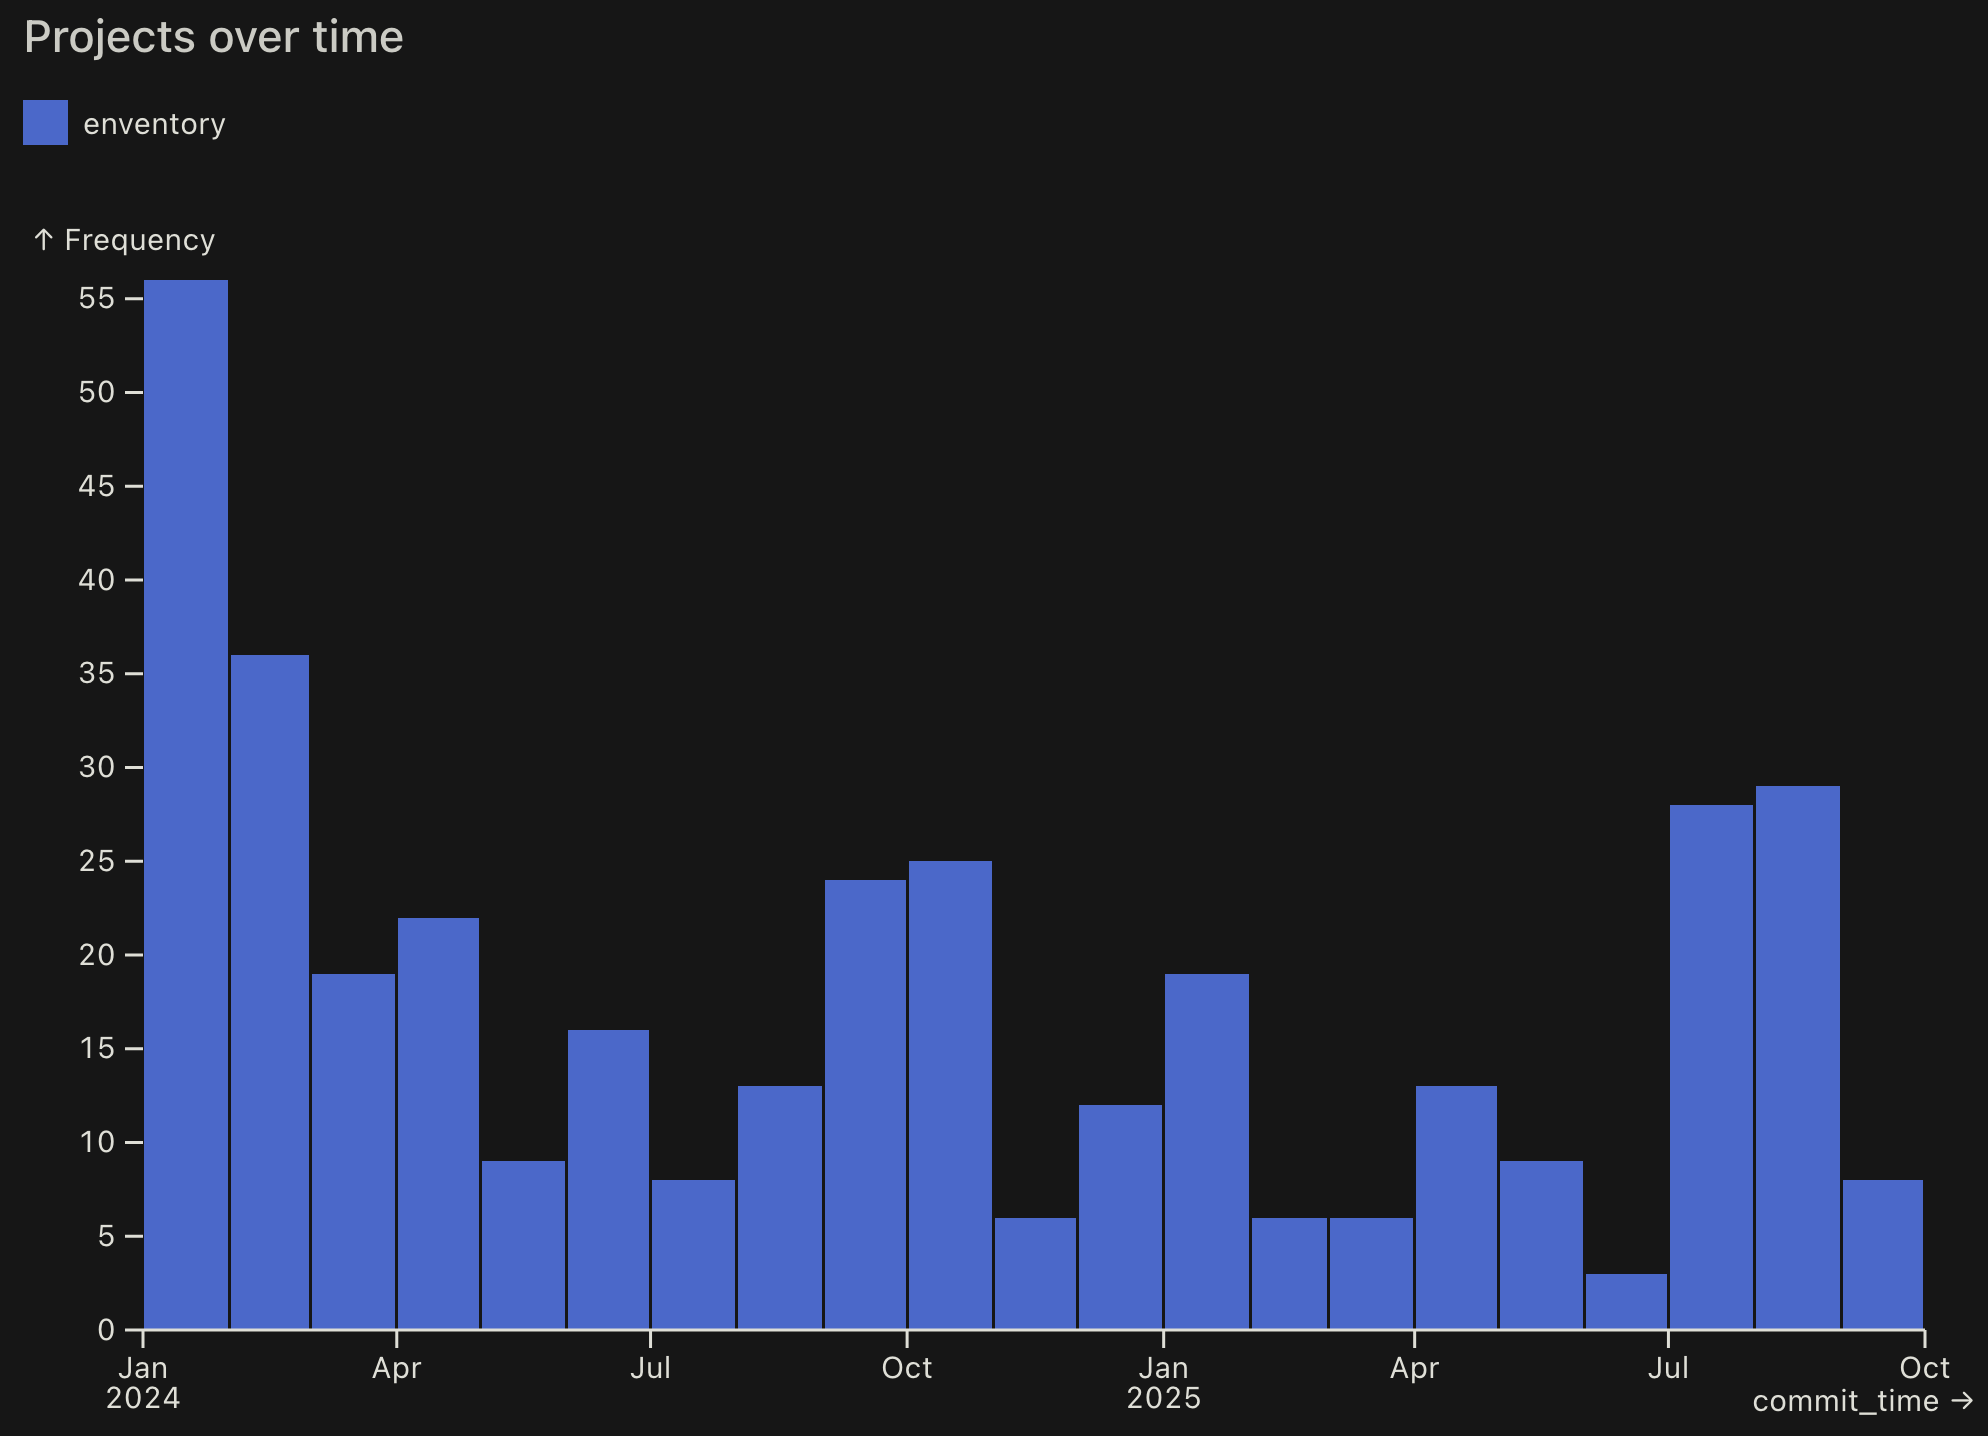 Projects over time
enventory
↑ Frequency
55
50
45
40
35
30
25
20
15
10
5
0
Jan Apr Jul Oct Jan Apr Jul Oct
2024 2025
commit_time →